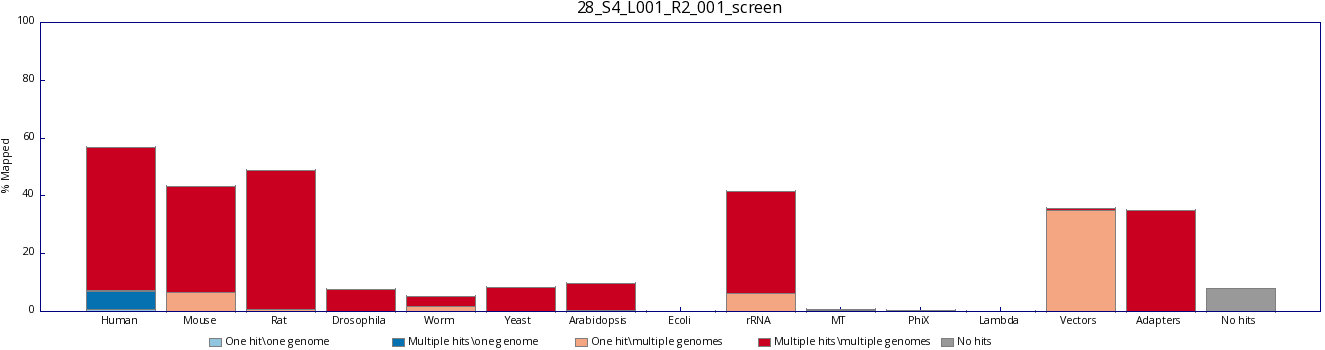 28_S4_L001_R2_001_screen
100
80
60
40
20
0
% Mapped
Human Mouse Rat Drosophila Worm Yeast Arabidopsis Ecoli rRNA MT PhiX Lambda Vectors Adapters No hits
One hit\one genome Multiple hits\one genome One hit\multiple genomes Multiple hits\multiple genomes No hits